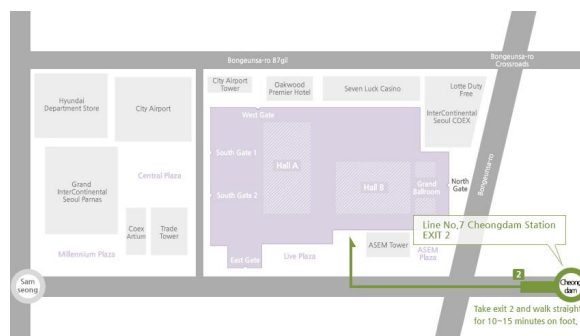 Bongeunsa-ro 87gil
Bongeunsa-ro
Crossroads
Hyundai
Department Store
City Airport
City Airport
Tower
Oakwood
Premier Hotel
Seven Luck Casino
Lotte Duty
Free
InterContinental
Seoul COEX
West Gate
South Gate 1
Hall A
Central Plaza
Grand
InterContinental
Seoul Parnas
South Gate 2
Hall B
Grand
Ballroom
North
Gate
Bongeunsa-ro
Coex
Artium
Trade
Tower
Line No,7 Cheongdam Station
EXIT 2
Millennium Plaza
East Gate
Live Plaza
ASEM Tower
ASEM
Plaza
Sam
seong
2
Cheong
dam
Take exit 2 and walk straight
for 10~15 minutes on foot,